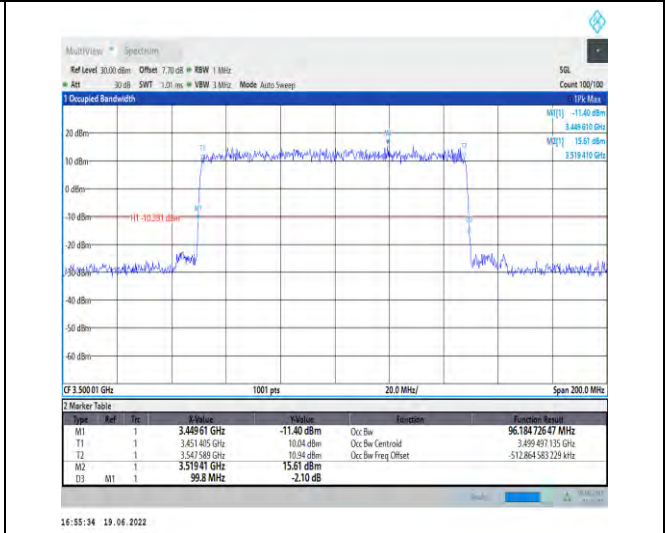 MultiView Spectrum
Ref Level 30.00 dBm Offset 7.70 dB RBW 1 MHz SGL
Att 30 dB SWT 1.01 ms VBW 3 MHz Mode Auto Sweep Count 100/100
1 Occupied Bandwidth 1Pk Max
M1[1] -11.40 dBm
3.449 610 GHz
20 dBm M2[1] 15.61 dBm
3.519 410 GHz
T1 M2 T2
10 dBm
0 dBm
M1
-10 dBm H1 -10.391 dBm
-20 dBm
-30 dBm
-40 dBm
-50 dBm
-60 dBm
CF 3.500 01 GHz 1001 pts 20.0 MHz/ Span 200.0 MHz
2 Marker Table
Type Ref Trc X-Value Y-Value Function Function Result
M1 1 3.449 61 GHz -11.40 dBm Occ Bw 96.184 726 47 MHz
T1 1 3.451 405 GHz 10.04 dBm Occ Bw Centroid 3.499 497 135 GHz
T2 1 3.547 589 GHz 10.94 dBm Occ Bw Freq Offset -512.864 583 229 kHz
M2 1 3.519 41 GHz 15.61 dBm
D3 M1 1 99.8 MHz -2.10 dB
16:55:34 19.06.2022